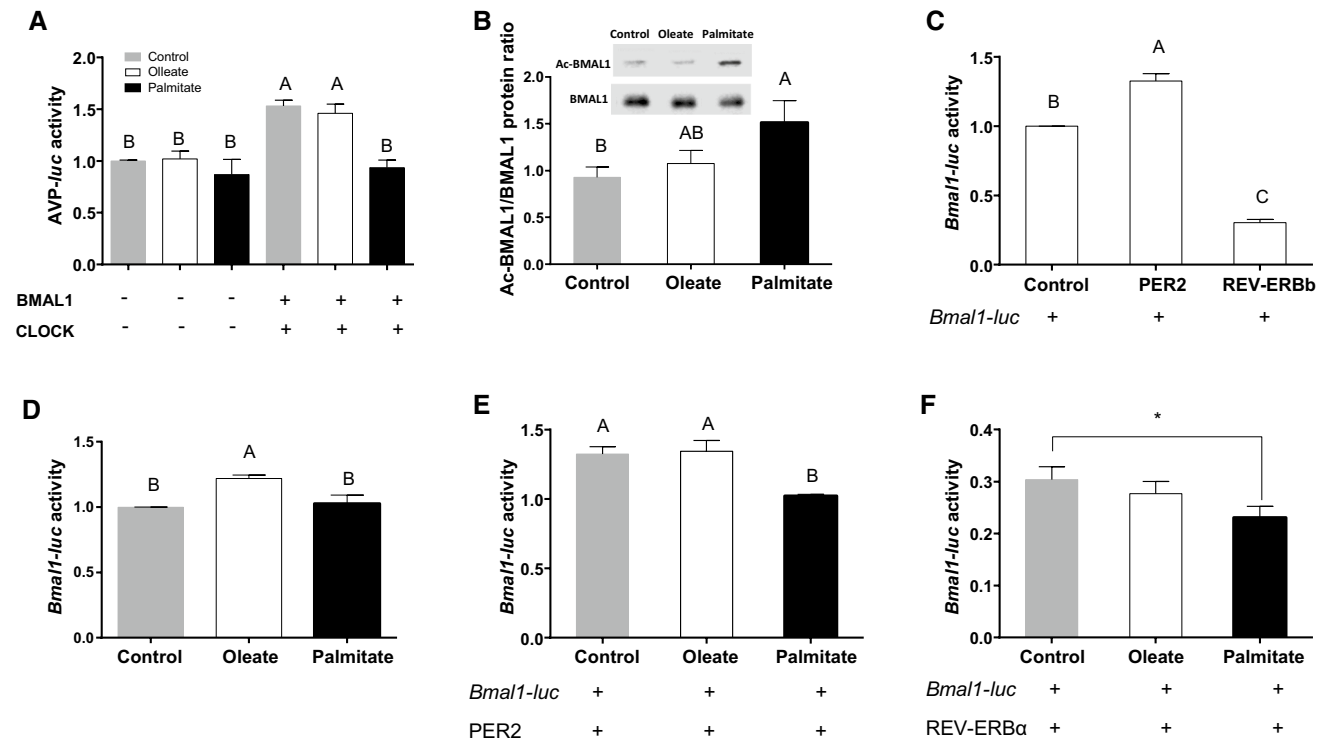 A
AVP-luc activity
Control
Olleate
Palmitate
2.0
1.5
1.0
0.5
0.0
B B B A A B
BMAL1 - - - + + +
CLOCK - - - + + +
B
Ac-BMAL1/BMAL1 protein ratio
Control Oleate Palmitate
Ac-BMAL1
BMAL1
2.0
1.5
1.0
0.5
0.0
B AB A
Control Oleate Palmitate
C
Bmal1-luc activity
1.5
1.0
0.5
0.0
B A C
Control PER2 REV-ERBb
Bmal1-luc + + +
D
Bmal1-luc activity
1.5
1.0
0.5
0.0
B A B
Control Oleate Palmitate
E
Bmal1-luc activity
1.5
1.0
0.5
0.0
A A B
Control Oleate Palmitate
Bmal1-luc + + +
PER2 + + +
F
Bmal1-luc activity
0.4
0.3
0.2
0.1
0.0
*
Control Oleate Palmitate
Bmal1-luc + + +
REV-ERBα + + +